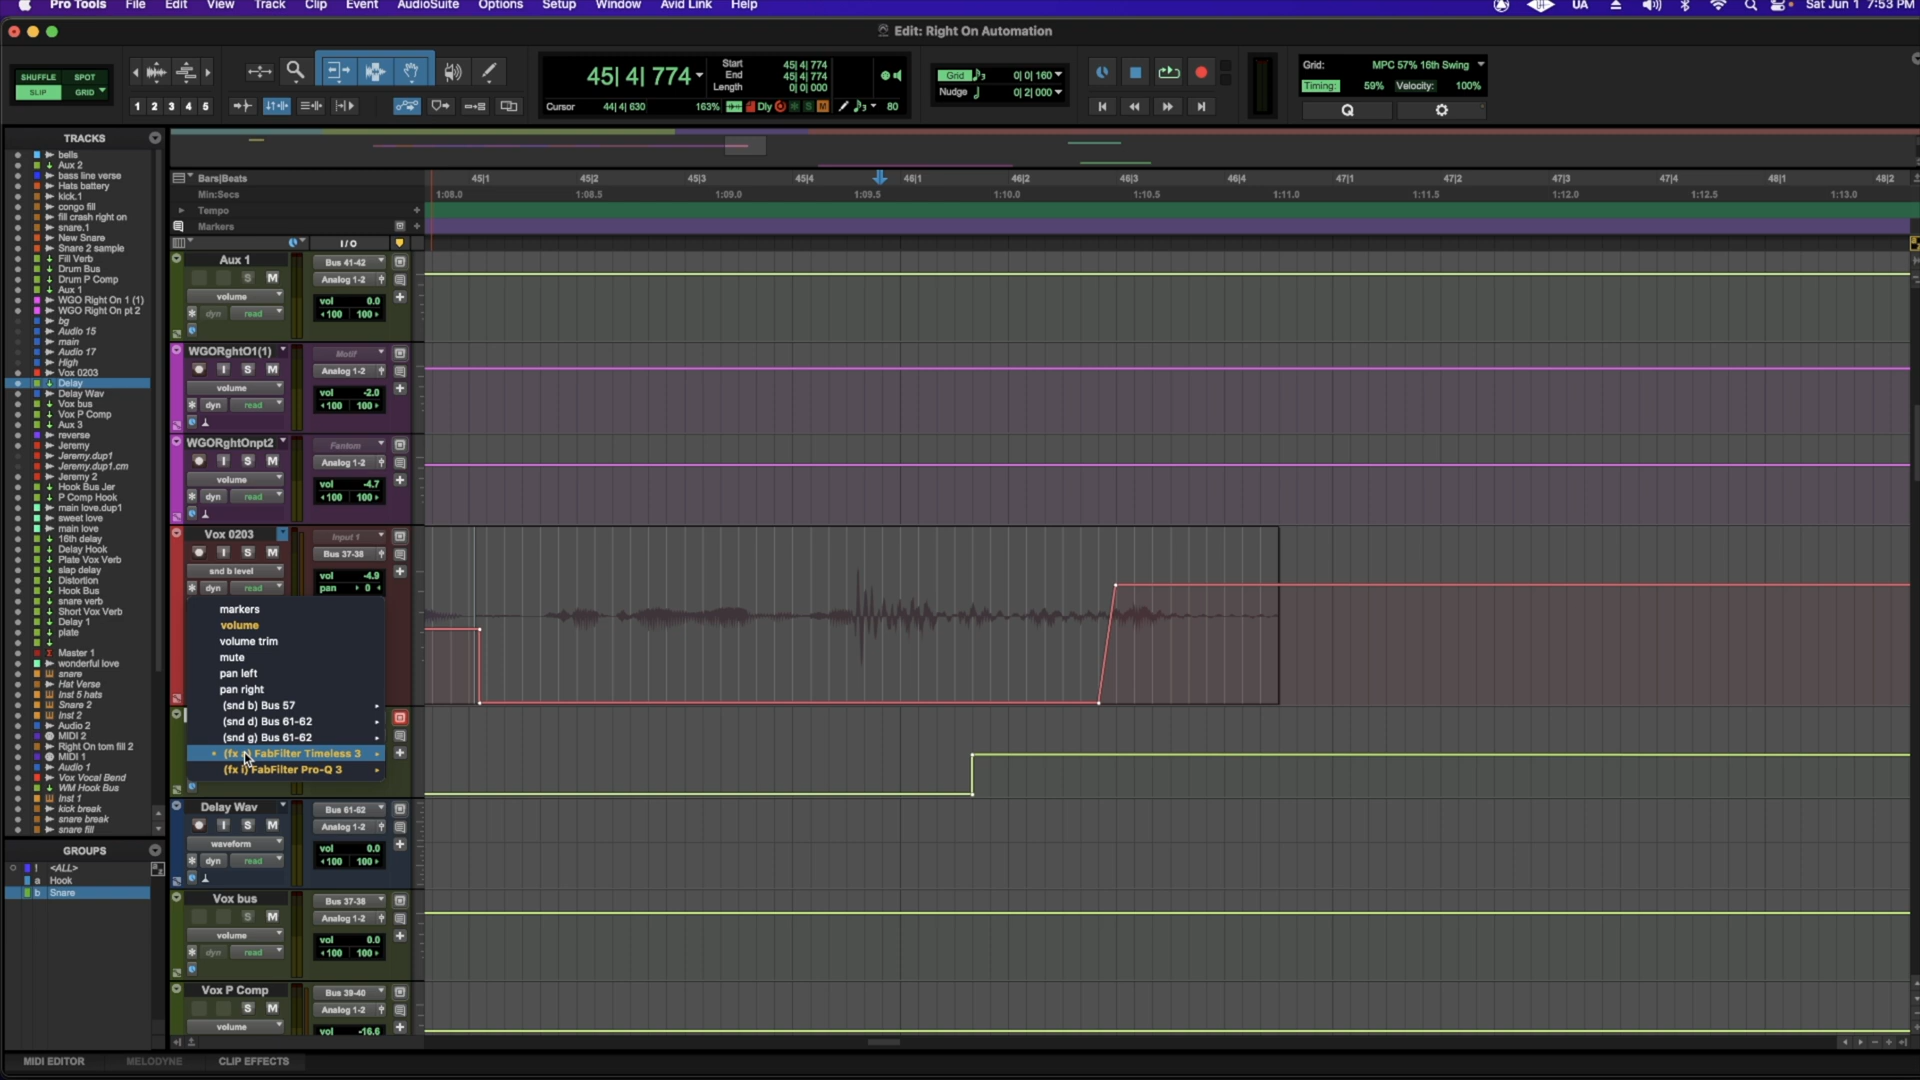 Pro Tools File Edit View Track Clip Event AudioSuite Options Setup Window Avid Link Help UA Sat Jun 1 7:53 PM
Edit: Right On Automation
SHUFFLE SPOT
SLIP GRID
1 2 3 4 5
45| 4| 774
Start 45| 4| 774
End 45| 4| 774
Length 0| 0| 000
Cursor 44| 4| 630 163% Dly S M 80
Grid 0| 0| 160
Nudge 0| 2| 000
Grid: MPC 57% 16th Swing
Timing: 59% Velocity: 100%
Q
TRACKS
bells
Aux 2
bass line verse
Hats battery
kick.1
congo fill
fill crash right on
snare.1
New Snare
Snare 2 sample
Fill Verb
Drum Bus
Drum P Comp
Aux 1
WGO Right On 1 (1)
WGO Right On pt 2
bg
Audio 15
main
Audio 17
High
Vox 0203
Delay
Delay Wav
Vox bus
Vox P Comp
Aux 3
reverse
Jeremy
Jeremy.dup1
Jeremy.dup1.cm
Jeremy 2
Hook Bus Jer
P Comp Hook
main love.dup1
sweet love
main love
16th delay
Delay Hook
Plate Vox Verb
slap delay
Distortion
Hook Bus
snare verb
Short Vox Verb
Delay 1
plate
Master 1
wonderful love
snare
Hat Verse
Inst 5 hats
Snare 2
Inst 2
Audio 2
MIDI 2
Right On tom fill 2
MIDI 1
Audio 1
Vox Vocal Bend
WM Hook Bus
Inst 1
kick break
snare break
snare fill
GROUPS
! <ALL>
a Hook
b Snare
Bars|Beats 45|1 45|2 45|3 45|4 46|1 46|2 46|3 46|4 47|1 47|2 47|3 47|4 48|1 48|2
Min:Secs 1:08.0 1:08.5 1:09.0 1:09.5 1:10.0 1:10.5 1:11.0 1:11.5 1:12.0 1:12.5 1:13.0
Tempo
Markers
I/O
Aux 1 Bus 41-42
S M Analog 1-2
volume vol 0.0
dyn read 100 100
WGORghtO1(1) Motif
I S M Analog 1-2
volume vol -2.0
dyn read 100 100
WGORghtOnpt2 Fantom
I S M Analog 1-2
volume vol -4.7
dyn read 100 100
Vox 0203 Input 1
I S M Bus 37-38
snd b level vol -4.9
dyn read pan 0
markers
volume
volume trim
mute
pan left
pan right
(snd b) Bus 57
(snd d) Bus 61-62
(snd g) Bus 61-62
FabFilter Timeless 3
(fx i) FabFilter Pro-Q 3
Delay Wav Bus 61-62
I S M Analog 1-2
waveform vol 0.0
dyn read 100 100
Vox bus Bus 37-38
S M Analog 1-2
volume vol 0.0
dyn read 100 100
Vox P Comp Bus 39-40
S M Analog 1-2
volume vol -16.6
MIDI EDITOR MELODYNE CLIP EFFECTS